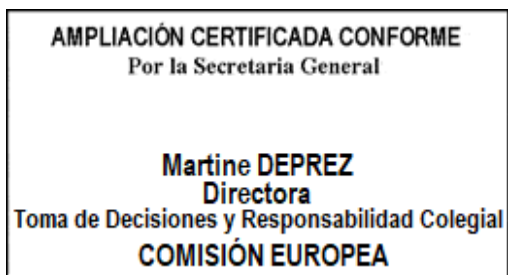 AMPLIACIÓN CERTIFICADA CONFORME
Por la Secretaria General
Martine DEPREZ
Directora
Toma de Decisiones y Responsabilidad Colegial
COMISIÓN EUROPEA